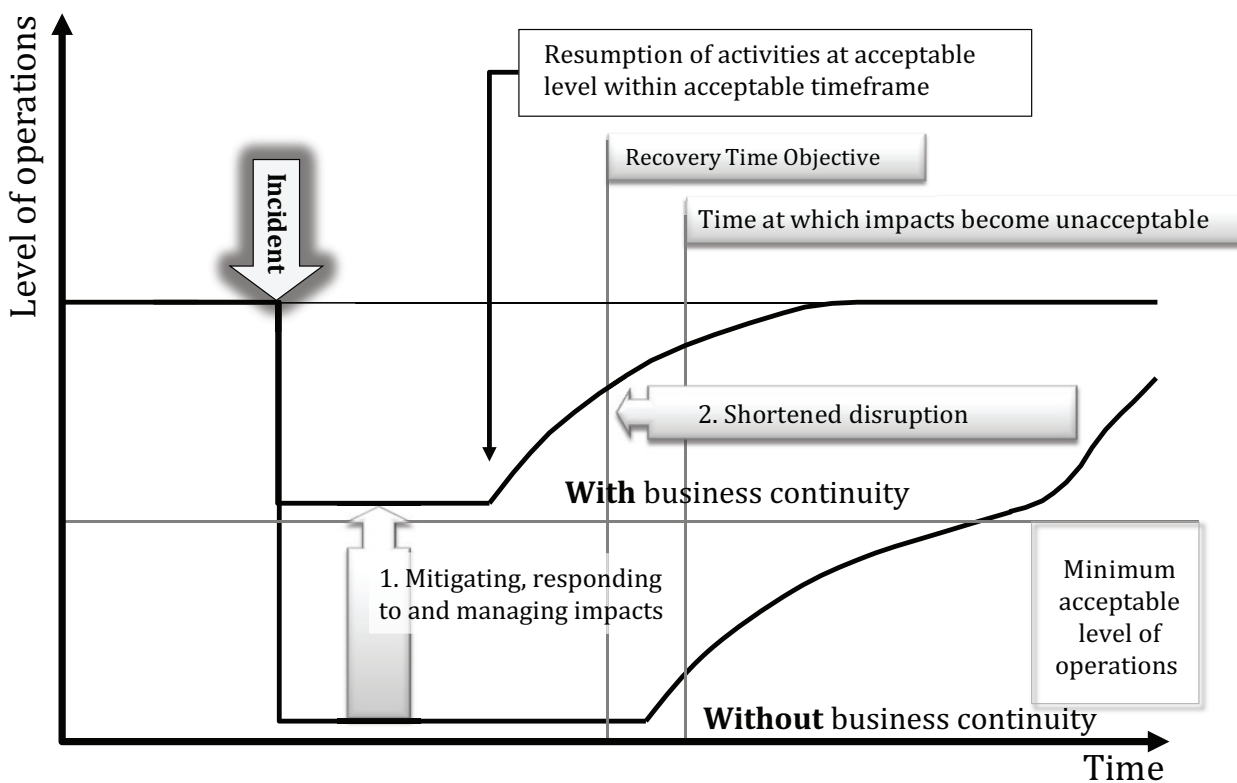 Level of operations
Resumption of activities at acceptable
level within acceptable timeframe
Recovery Time Objective
Incident
Time at which impacts become unacceptable
2. Shortened disruption
With business continuity
1. Mitigating, responding
to and managing impacts
Minimum
acceptable
level of
operations
Without business continuity
Time